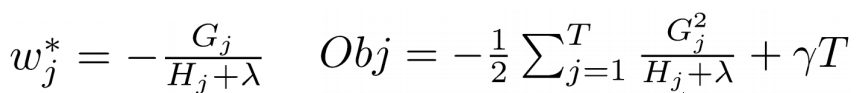 $w_j^* = -\frac{G_j}{H_j+\lambda} \quad Obj = -\frac{1}{2} \sum_{j=1}^{T} \frac{G_j^2}{H_j+\lambda} + \gamma T$